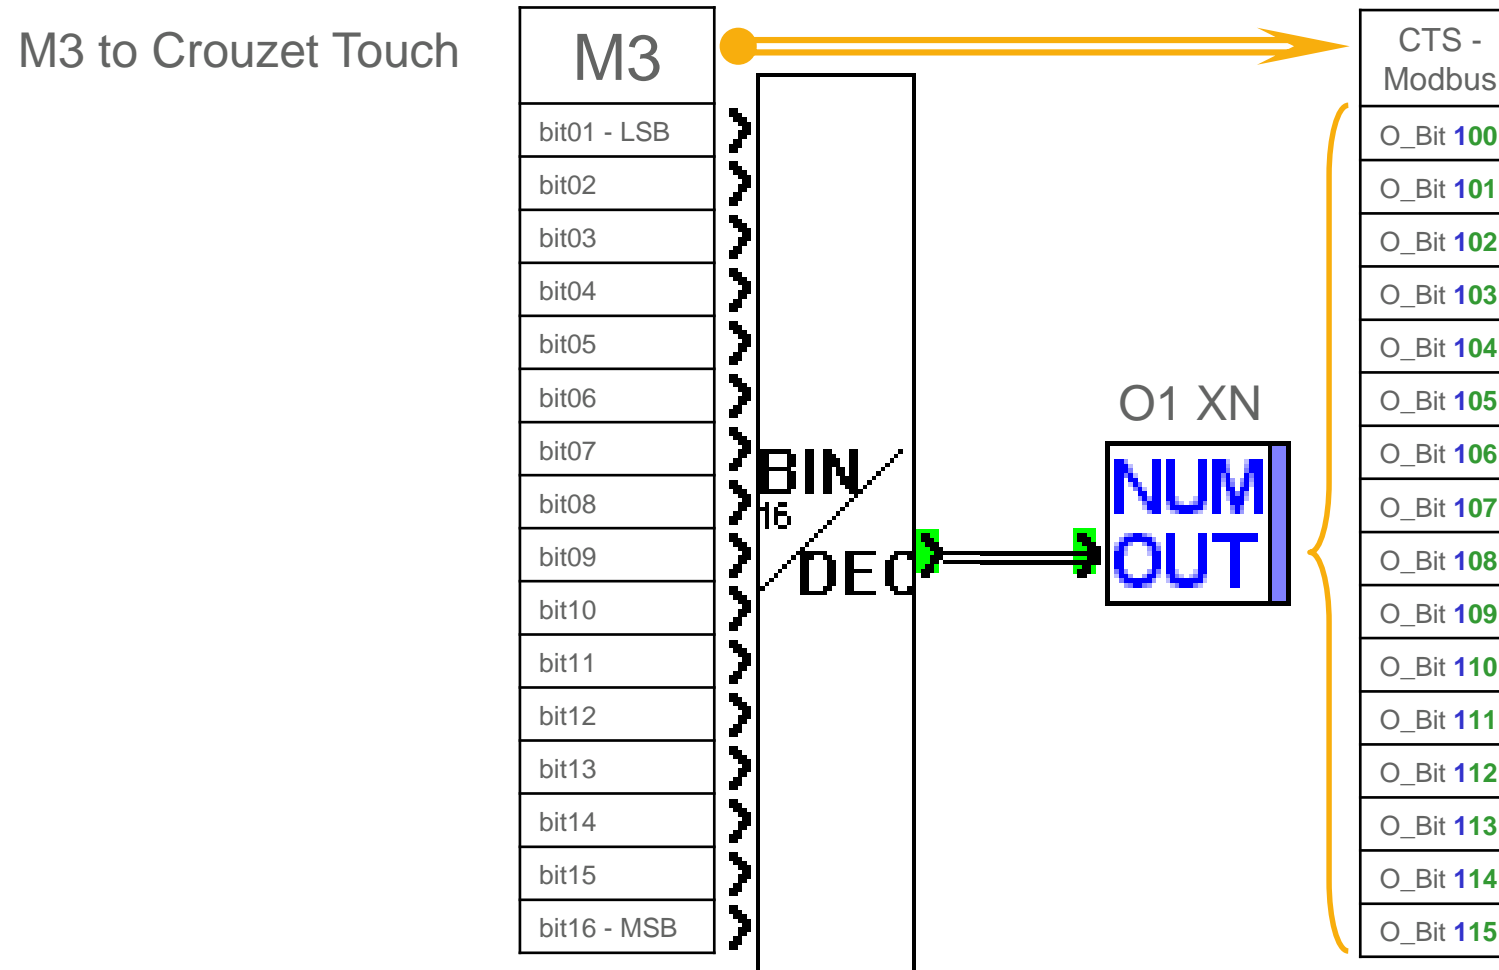 M3 to Crouzet Touch
M3
CTS -
Modbus
bit01 - LSB
bit02
bit03
bit04
bit05
bit06
bit07
bit08
bit09
bit10
bit11
bit12
bit13
bit14
bit15
bit16 - MSB
BIN
16
DEC
O1 XN
NUM
OUT
O_Bit 100
O_Bit 101
O_Bit 102
O_Bit 103
O_Bit 104
O_Bit 105
O_Bit 106
O_Bit 107
O_Bit 108
O_Bit 109
O_Bit 110
O_Bit 111
O_Bit 112
O_Bit 113
O_Bit 114
O_Bit 115